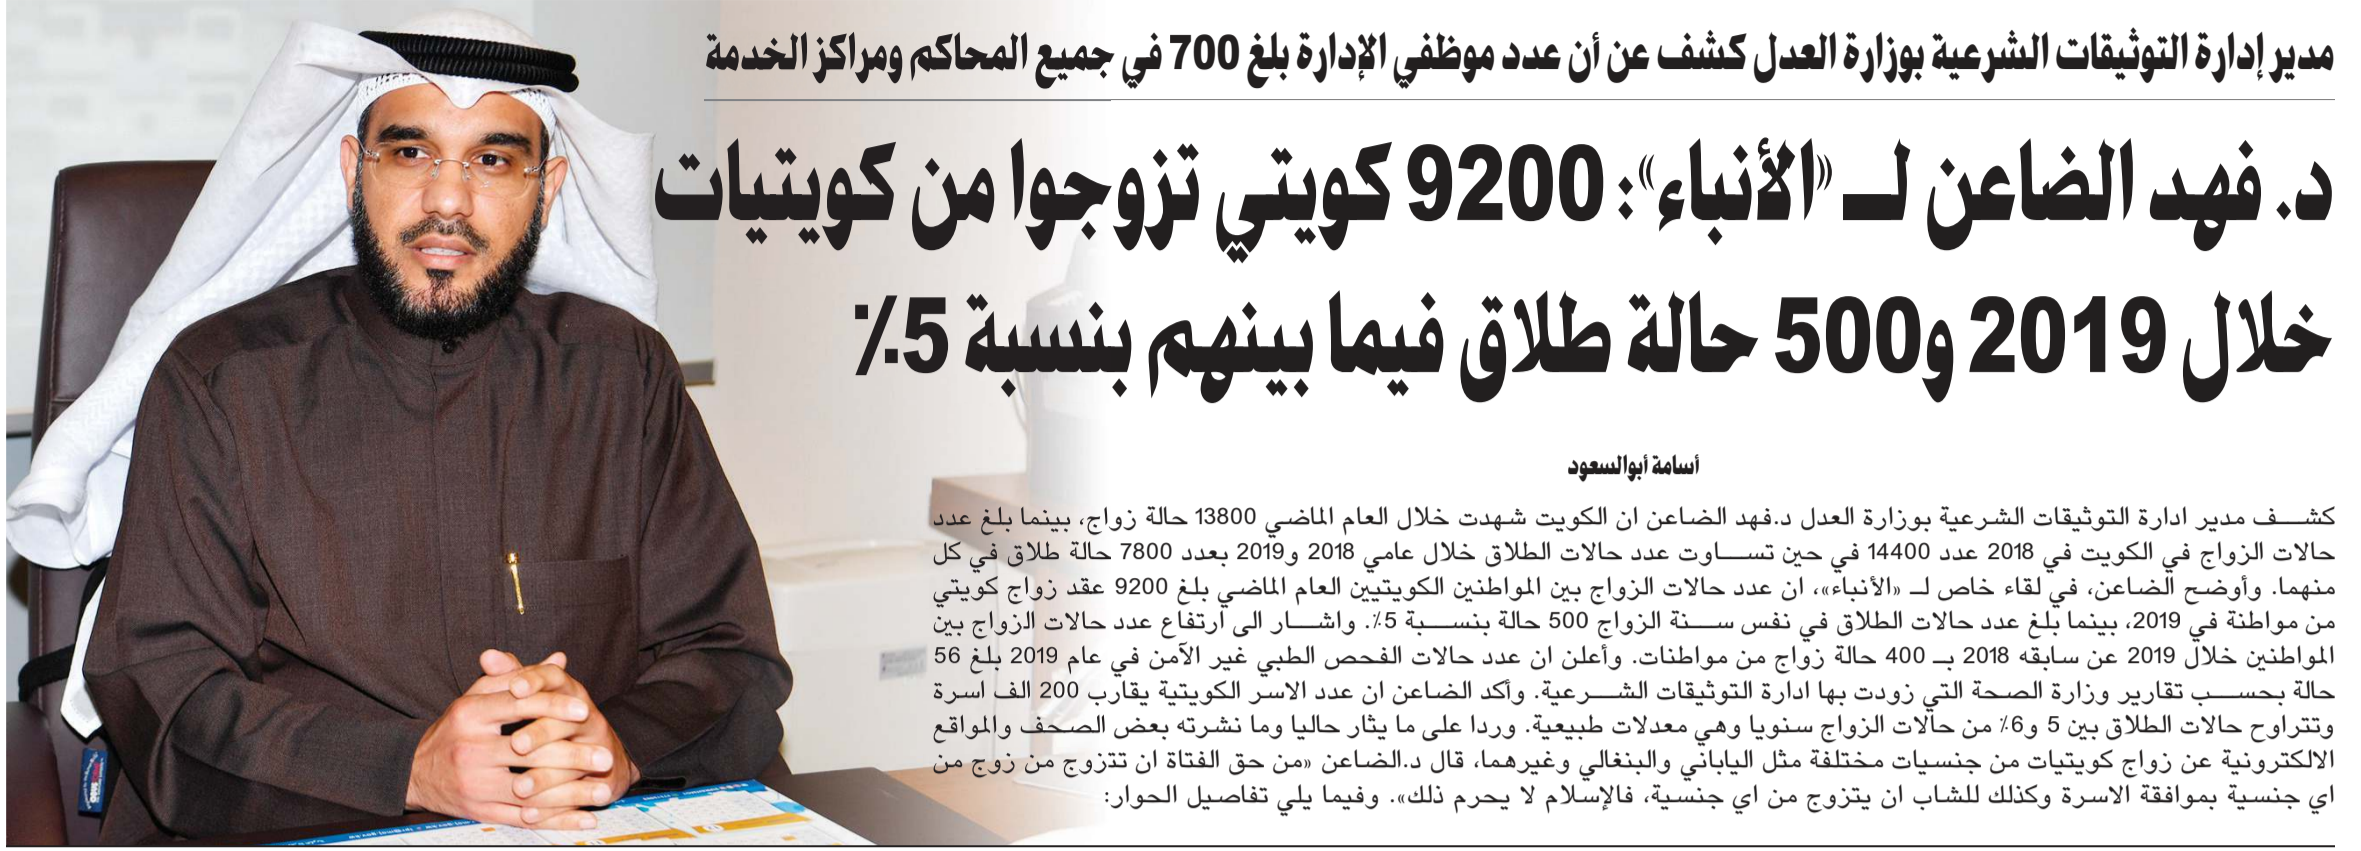 مدير إدارة التوثيقات الشرعية بوزارة العدل كشف عن أن عدد موظفي الإدارة بلغ 700 في جميع المحاكم ومراكز الخدمة
د. فهد الضاعن لـ «الأنباء»: 9200 كويتي تزوجوا من كويتيات
خلال 2019 و500 حالة طلاق فيما بينهم بنسبة 5٪
أسامة أبوالسعود
كشف مدير ادارة التوثيقات الشرعية بوزارة العدل د.فهد الضاعن ان الكويت شهدت خلال العام الماضي 13800 حالة زواج، بينما بلغ عدد
حالات الزواج في الكويت في 2018 عدد 14400 في حين تساوت عدد حالات الطلاق خلال عامي 2018 و2019 بعدد 7800 حالة طلاق في كل
منهما. وأوضح الضاعن، في لقاء خاص لـ «الأنباء»، ان عدد حالات الزواج بين المواطنين الكويتيين العام الماضي بلغ 9200 عقد زواج كويتي
من مواطنة في 2019، بينما بلغ عدد حالات الطلاق في نفس سنة الزواج 500 حالة بنسبة 5٪. واشار الى ارتفاع عدد حالات الزواج بين
المواطنين خلال 2019 عن سابقه 2018 بـ 400 حالة زواج من مواطنات. وأعلن ان عدد حالات الفحص الطبي غير الآمن في عام 2019 بلغ 56
حالة بحسب تقارير وزارة الصحة التي زودت بها ادارة التوثيقات الشرعية. وأكد الضاعن ان عدد الاسر الكويتية يقارب 200 الف اسرة
وتتراوح حالات الطلاق بين 5 و6٪ من حالات الزواج سنويا وهي معدلات طبيعية. وردا على ما يثار حاليا وما نشرته بعض الصحف والمواقع
الالكترونية عن زواج كويتيات من جنسيات مختلفة مثل الياباني والبنغالي وغيرهما، قال د.الضاعن «من حق الفتاة ان تتزوج من زوج من
اي جنسية بموافقة الاسرة وكذلك للشاب ان يتزوج من اي جنسية، فالإسلام لا يحرم ذلك». وفيما يلي تفاصيل الحوار: